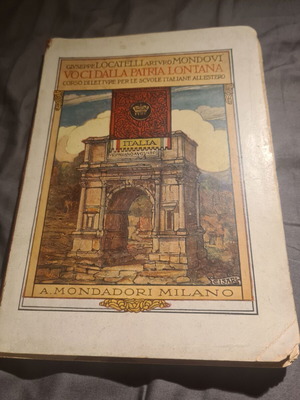 GIUSEPPE LOCATELLI ARTURO MONDOVI
VOCI DALLA PATRIA LONTANA
CORSO DI LETTURE PER LE SCUOLE ITALIANE ALL'ESTERO
ITALIA
A. MONDADORI MILANO